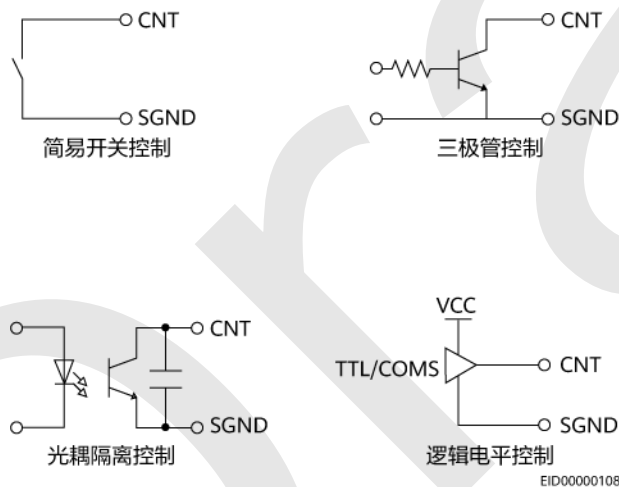 CNT
SGND
简易开关控制
CNT
SGND
三极管控制
CNT
SGND
光耦隔离控制
VCC
TTL/COMS
CNT
SGND
逻辑电平控制
EID00000108